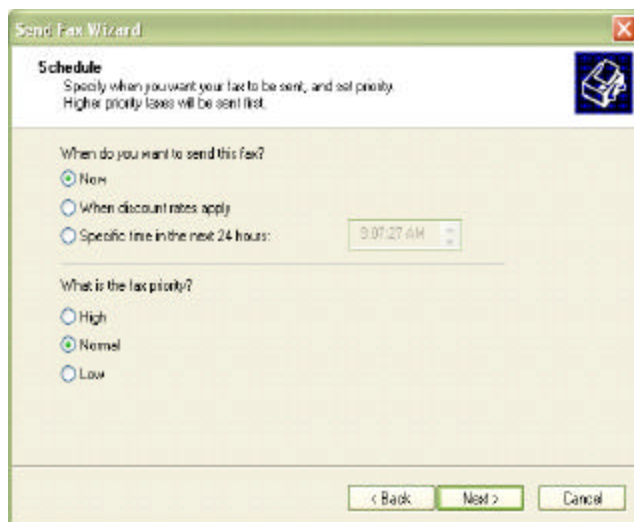 Send Fax Wizard
Schedule
Specify when you want your fax to be sent, and set priority.
Higher priority faxes will be sent first.
When do you want to send this fax?
Now
When discount rates apply
Specific time in the next 24 hours:
9:07:27 AM
What is the fax priority?
High
Normal
Low
< Back
Next >
Cancel